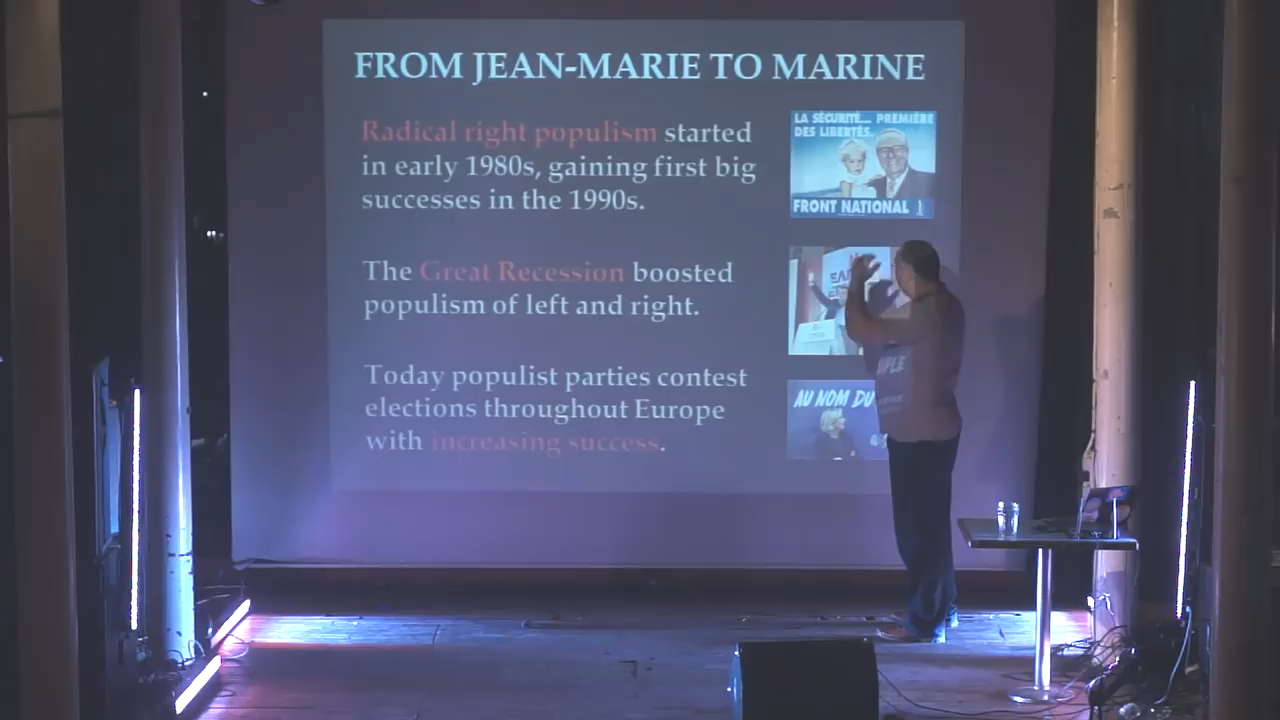 FROM JEAN-MARIE TO MARINE
Radical right populism started
in early 1980s, gaining first big
successes in the 1990s.
LA SÉCURITÉ... PREMIÈRE
DES LIBERTÉS.
FRONT NATIONAL
The Great Recession boosted
populism of left and right.
Today populist parties contest
elections throughout Europe
with increasing success.
AU NOM DU